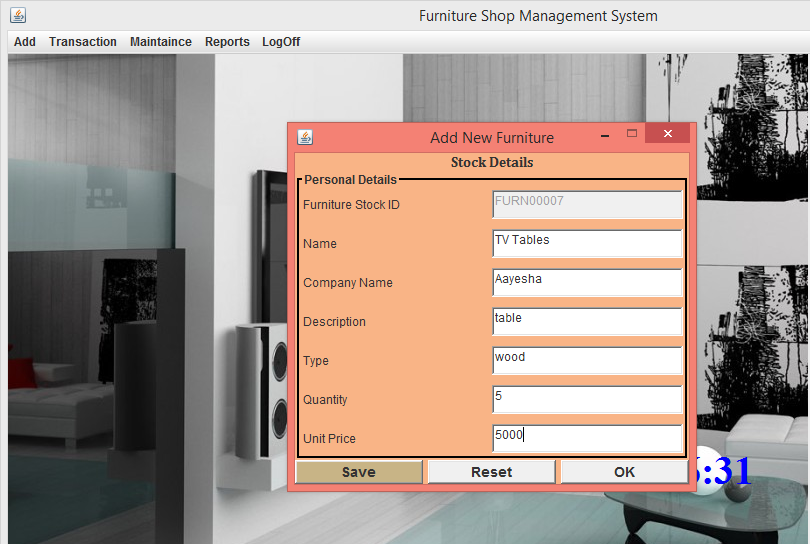 Furniture Shop Management System
Add Transaction Maintaince Reports LogOff
Add New Furniture
Stock Details
Personal Details
Furniture Stock ID FURN00007
Name TV Tables
Company Name Aayesha
Description table
Type wood
Quantity 5
Unit Price 5000
Save Reset OK
:31